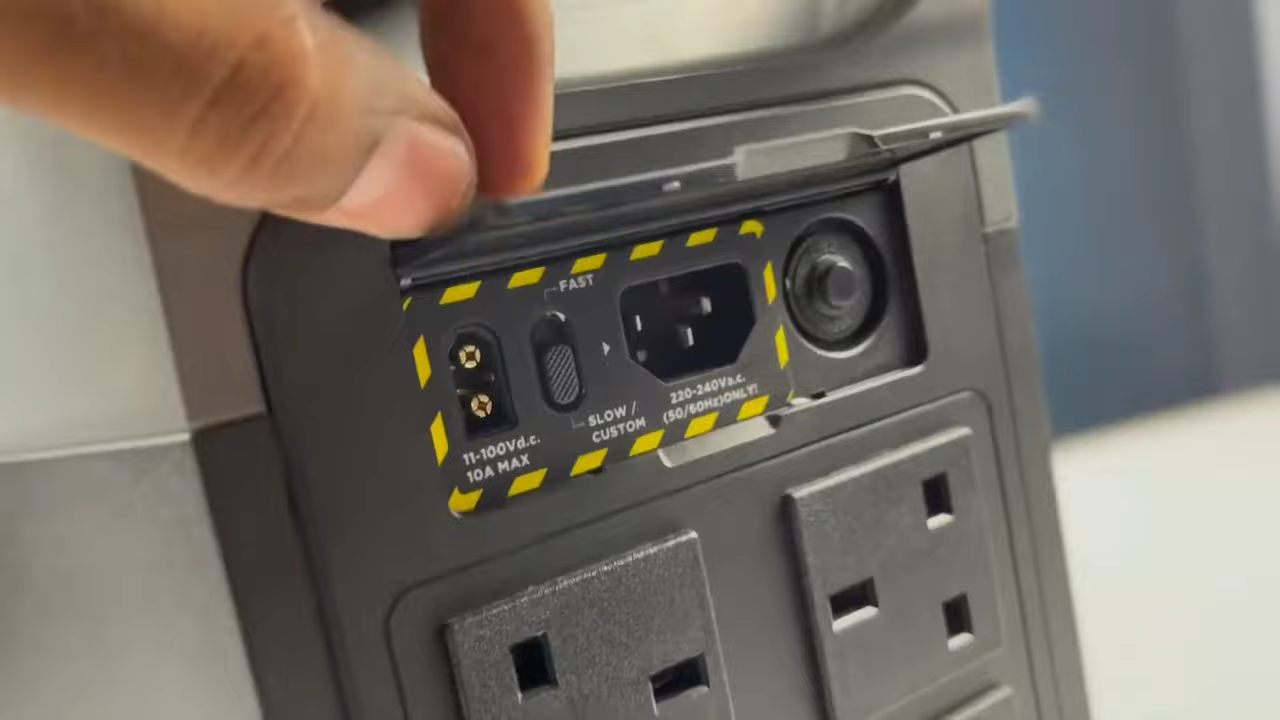 FAST
SLOW /
CUSTOM
11-100Vd.c.
10A MAX
220-240Va.c.
(50/60Hz)ONLY!